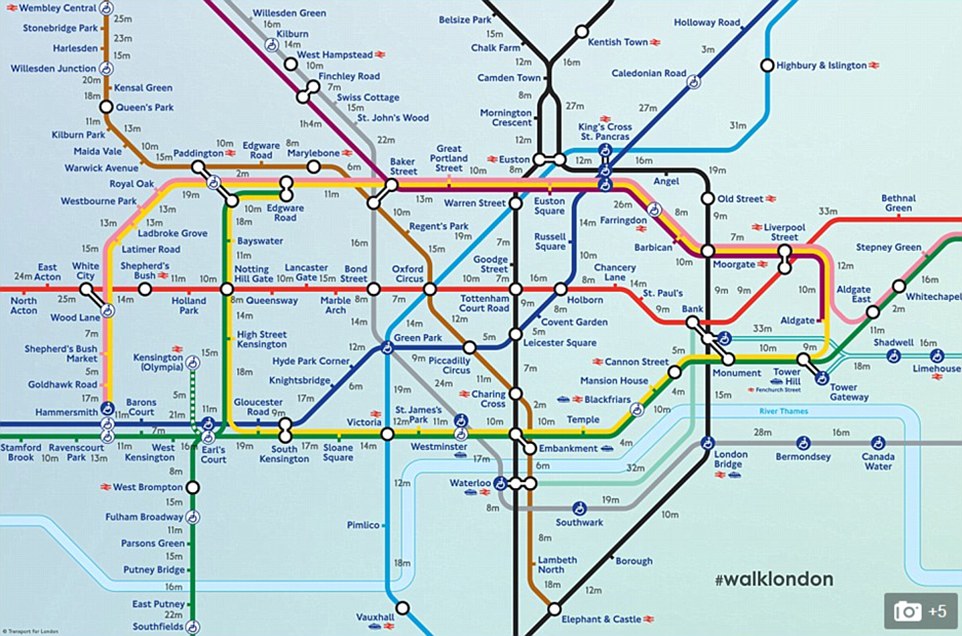 Wembley Central
25m
Stonebridge Park
23m
Harlesden
15m
Willesden Junction
20m
Kensal Green
18m
Queen's Park
11m
Kilburn Park
13m
Maida Vale
10m
Warwick Avenue
15m
Paddington
10m
Edgware
Road
Marylebone
6m
2m
Willesden Green
16m
Kilburn
14m
West Hampstead
10m
Finchley Road
7m
Swiss Cottage
15m
St. John's Wood
1h4m
22m
Belsize Park
15m
Chalk Farm
12m
Camden Town
8m
Mornington
Crescent
12m
Kentish Town
16m
27m
Holloway Road
3m
Caledonian Road
27m
Highbury & Islington
31m
King's Cross
St. Pancras
Euston
12m
16m
8m
Angel
19m
Old Street
9m
Royal Oak
Westbourne Park
13m
13m
Ladbroke Grove
15m
Latimer Road
19m
Edgware
Road
18m
Bayswater
10m
Baker
Street
Great
Portland
Street
10m
Warren Street
Euston
Square
12m
26m
Farringdon
8m
Barbican
10m
Moorgate
7m
Liverpool
Street
33m
Bethnal
Green
Stepney Green
16m
10m
Regent's Park
13m
19m
7m
Goodge
Street
7m
Russell
Square
8m
Chancery
Lane
10m
St. Paul's
9m
9m
9m
12m
Aldgate
East
24m
East
Acton
White
City
Shepherd's
Bush
11m
10m
Notting
Hill Gate
8m
Lancaster
Gate
10m
15m
Bond
Street
Oxford
Circus
North
Acton
25m
14m
Wood Lane
Holland
Park
Queensway
Marble
Arch
8m
10m
Tottenham
Court Road
16m
Holborn
Whitechapel
11m
2m
Aldgate
Bank
33m
7m
Shepherd's Bush
Market
5m
Goldhawk Road
17m
Hammersmith
Kensington
(Olympia)
15m
5m
21m
14m
High Street
Kensington
18m
14m
Hyde Park Corner
Green Park
Knightsbridge
6m
14m
12m
9m
Piccadilly
Circus
5m
5m
Covent Garden
Leicester Square
24m
7m
11m
Charing
Cross
2m
Cannon Street
Mansion House
Blackfriars
4m
5m
5m
10m
Monument
10m
9m
Tower
Hill
Fenchurch Street
Tower
Gateway
Shadwell
16m
Limehouse
18m
Barons
Court
11m
7m
Gloucester
Road
9m
19m
St. James's
Park
Victoria
12m
11m
10m
10m
Temple
4m
15m
River Thames
Stamford
Brook
10m
Ravenscourt
Park
13m
11m
West
Kensington
16m
Earl's
Court
19m
10m
South
Kensington
19m
Sloane
Square
14m
Westminster
17m
Embankment
6m
32m
8m
West Brompton
15m
Fulham Broadway
11m
Parsons Green
15m
Putney Bridge
16m
East Putney
22m
Southfields
12m
Waterloo
8m
19m
Southwark
London
Bridge
28m
Bermondsey
16m
Canada
Water
10m
Pimlico
18m
8m
Lambeth
North
18m
Borough
12m
Vauxhall
Elephant & Castle
#walklondon
© Transport for London
+5